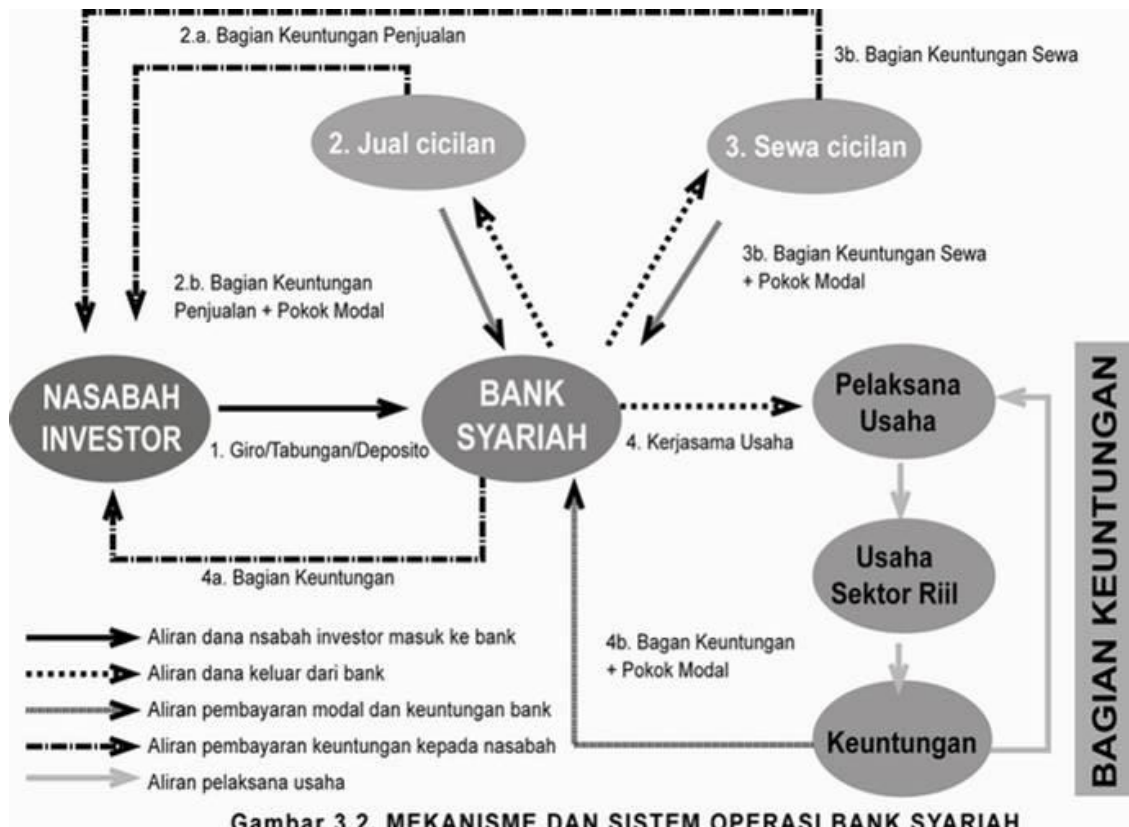 2.a. Bagian Keuntungan Penjualan
3b. Bagian Keuntungan Sewa
2. Jual cicilan
3. Sewa cicilan
2.b. Bagian Keuntungan
Penjualan + Pokok Modal
3b. Bagian Keuntungan Sewa
+ Pokok Modal
NASABAH
INVESTOR
1. Giro/Tabungan/Deposito
BANK
SYARIAH
4. Kerjasama Usaha
Pelaksana
Usaha
4a. Bagian Keuntungan
Usaha
Sektor Riil
4b. Bagan Keuntungan
+ Pokok Modal
Keuntungan
BAGIAN KEUNTUNGAN
Aliran dana nsabah investor masuk ke bank
Aliran dana keluar dari bank
Aliran pembayaran modal dan keuntungan bank
Aliran pembayaran keuntungan kepada nasabah
Aliran pelaksana usaha
Gambar 3.2. MEKANISME DAN SISTEM OPERASI BANK SYARIAH